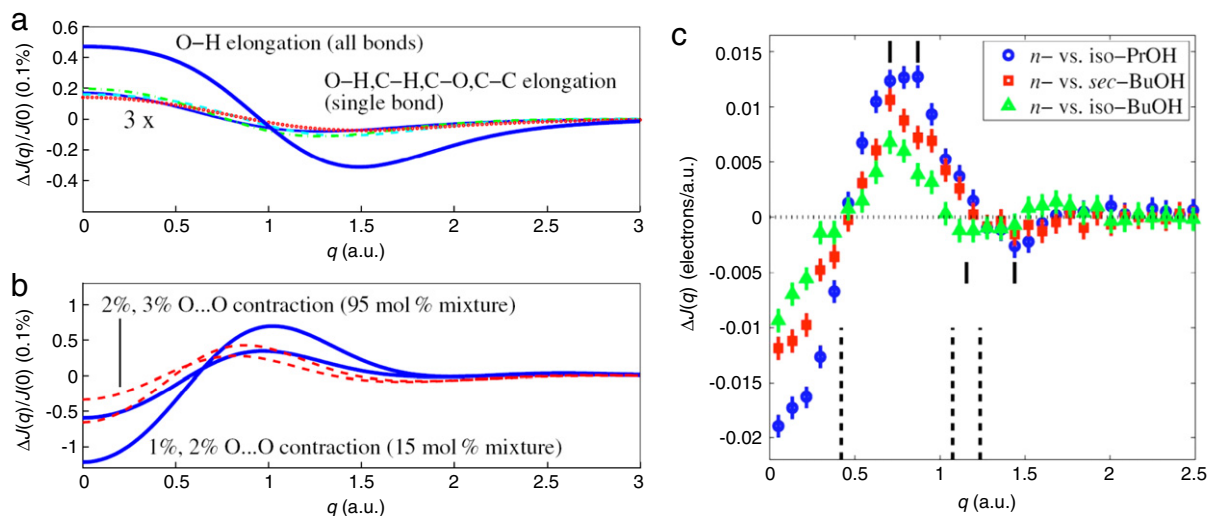 a
0.6
0.4
0.2
0
-0.2
-0.4
ΔJ(q)/J(0) (0.1%)
O–H elongation (all bonds)
O–H,C–H,C–O,C–C elongation
(single bond)
3 x
0
0.5
1
1.5
2
2.5
3
q (a.u.)
b
1
0.5
0
-0.5
-1
ΔJ(q)/J(0) (0.1%)
2%, 3% O...O contraction (95 mol % mixture)
1%, 2% O...O contraction (15 mol % mixture)
0
0.5
1
1.5
2
2.5
3
q (a.u.)
c
0.015
0.01
0.005
0
-0.005
-0.01
-0.015
-0.02
ΔJ(q) (electrons/a.u.)
n– vs. iso–PrOH
n– vs. sec–BuOH
n– vs. iso–BuOH
0
0.5
1
1.5
2.0
2.5
q (a.u.)